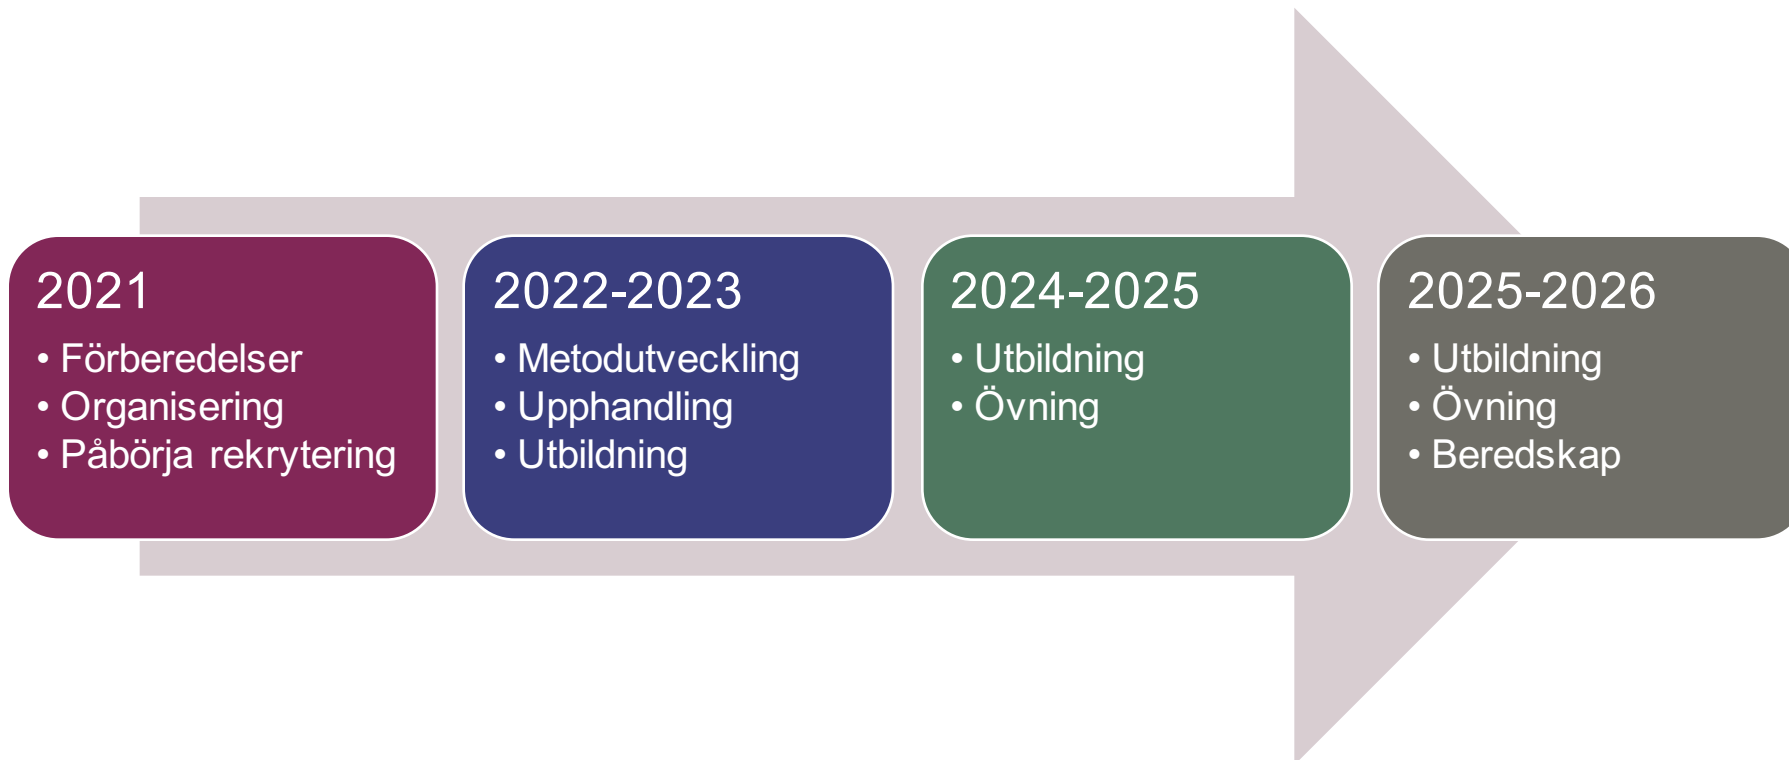 2021
• Förberedelser
• Organisering
• Påbörja rekrytering
2022-2023
• Metodutveckling
• Upphandling
• Utbildning
2024-2025
• Utbildning
• Övning
2025-2026
• Utbildning
• Övning
• Beredskap